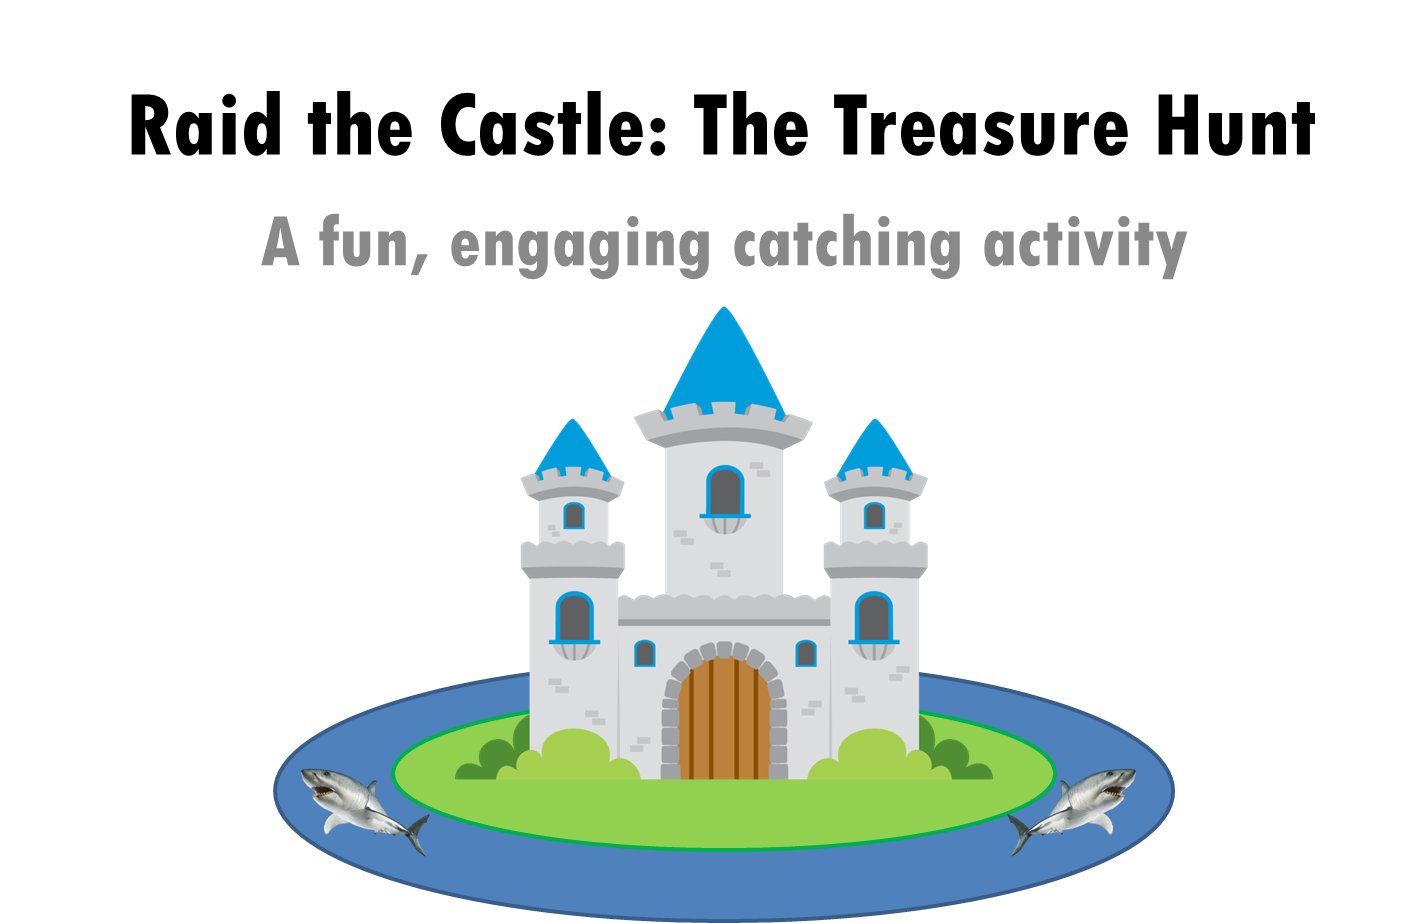 Raid the Castle: The Treasure Hunt
A fun, engaging catching activity